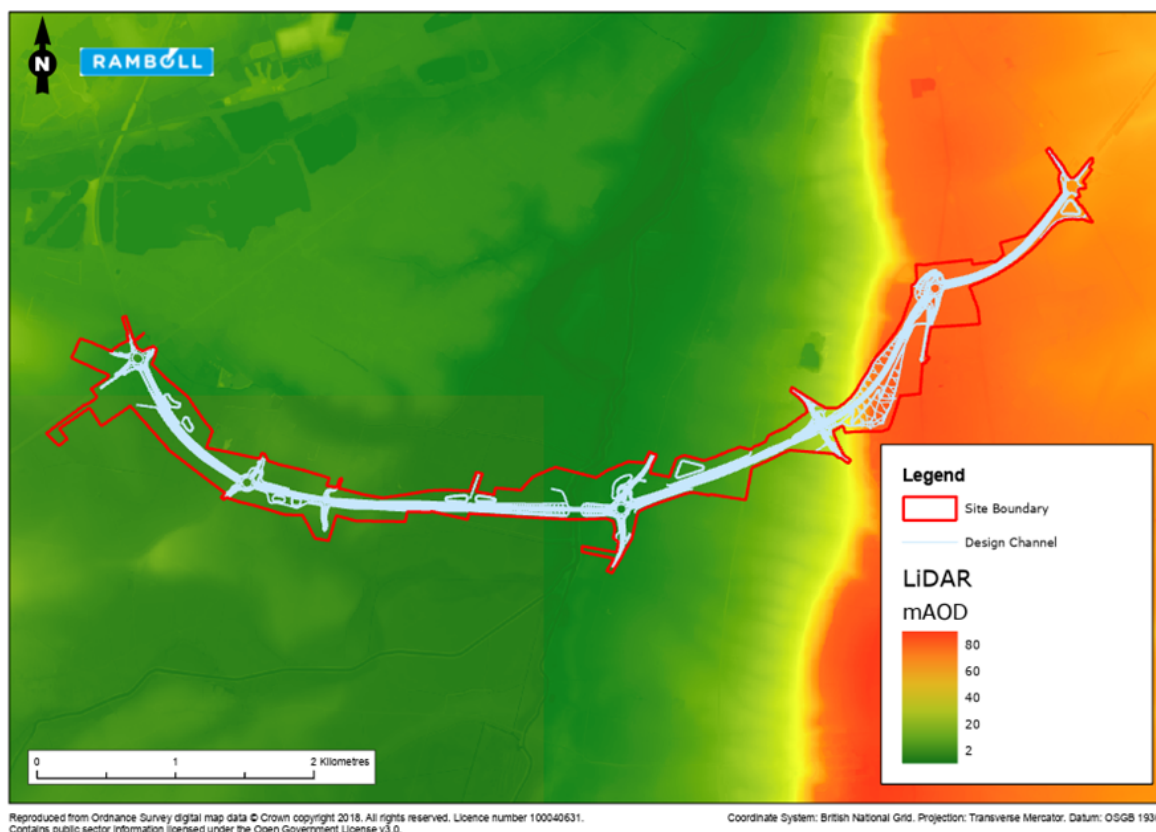 N
RAMBOLL
Legend
Site Boundary
Design Channel
LiDAR
mAOD
80
60
40
20
2
0 1 2 Kilometres
Reproduced from Ordnance Survey digital map data © Crown copyright 2018. All rights reserved. Licence number 100040631.
Contains public sector information licensed under the Open Government License v3.0.
Coordinate System: British National Grid. Projection: Transverse Mercator. Datum: OSGB 193